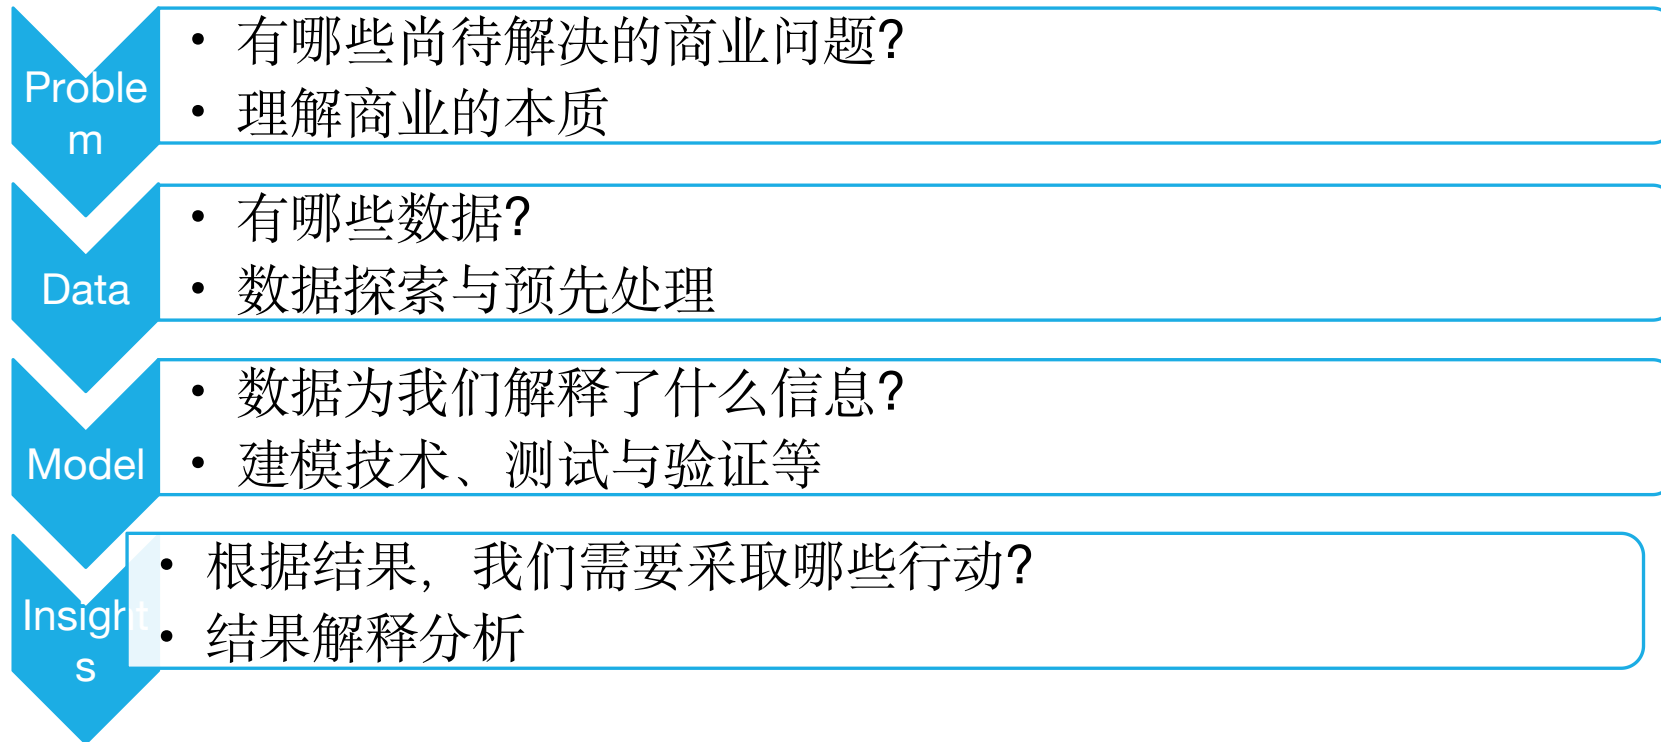 Proble
m
• 有哪些尚待解决的商业问题?
• 理解商业的本质
Data
• 有哪些数据?
• 数据探索与预先处理
Model
• 数据为我们解释了什么信息?
• 建模技术、测试与验证等
Insight
s
• 根据结果，我们需要采取哪些行动?
• 结果解释分析